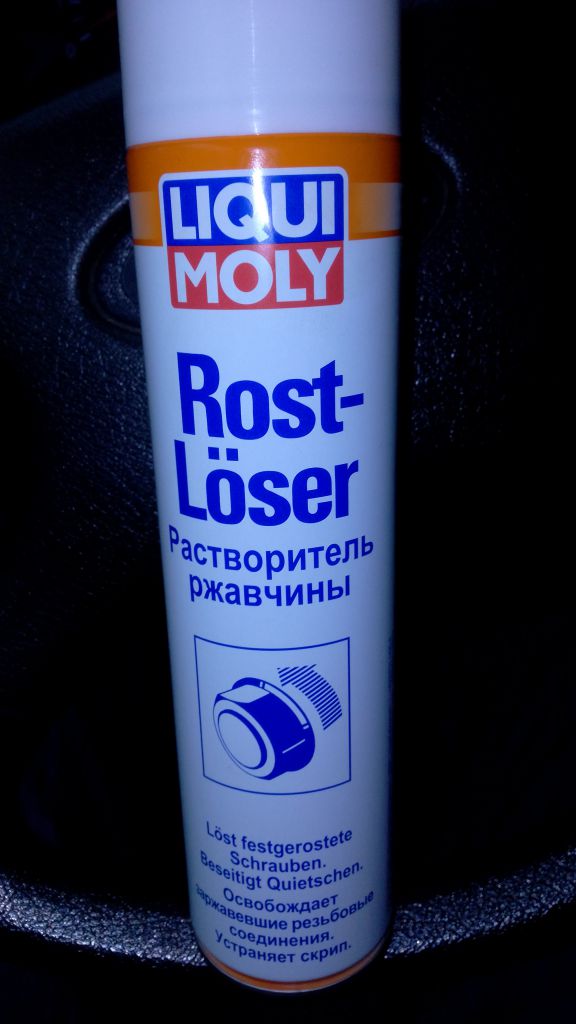 LIQUI
MOLY
Rost-
Löser
Растворитель
ржавчины
Löst festgerostete
Schrauben.
Beseitigt Quietschen.
Освобождает
заржавевшие резьбовые
соединения.
устраняет скрип.